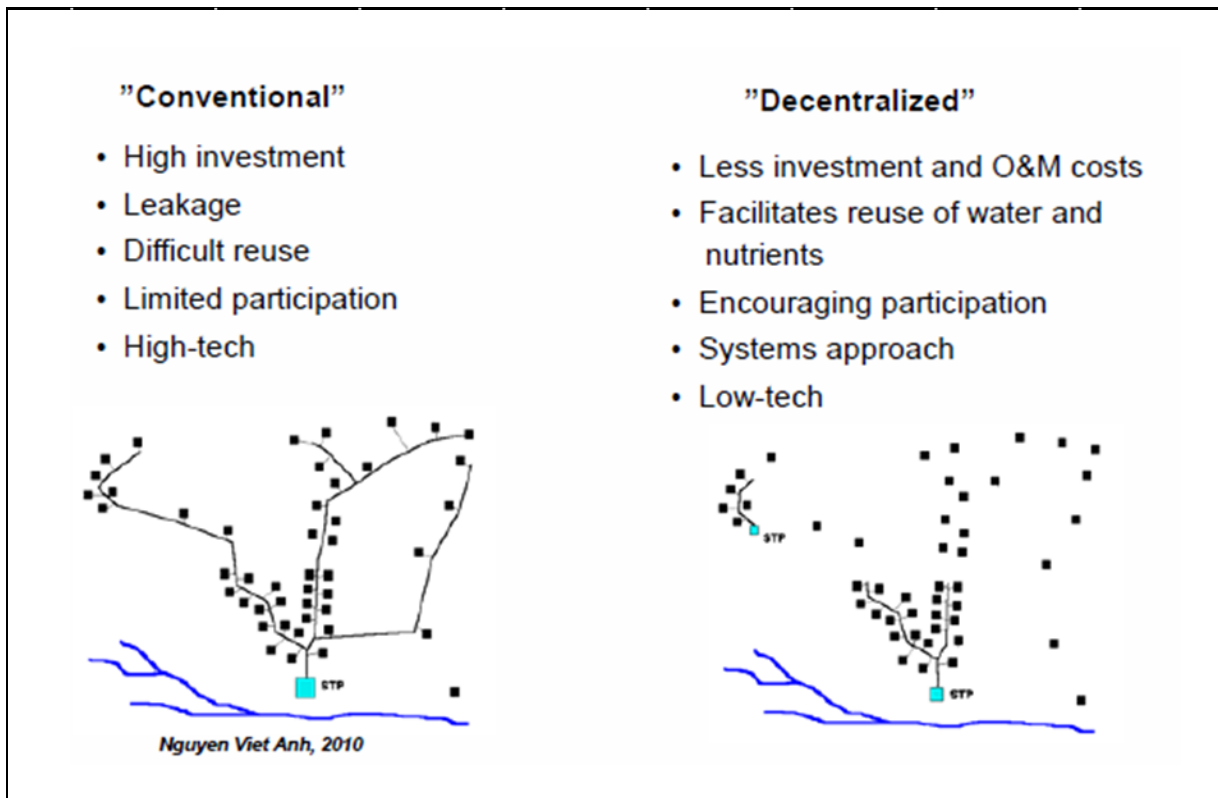 ”Conventional”
• High investment
• Leakage
• Difficult reuse
• Limited participation
• High-tech
STP
Nguyen Viet Anh, 2010
”Decentralized”
• Less investment and O&M costs
• Facilitates reuse of water and
nutrients
• Encouraging participation
• Systems approach
• Low-tech
STP
STP